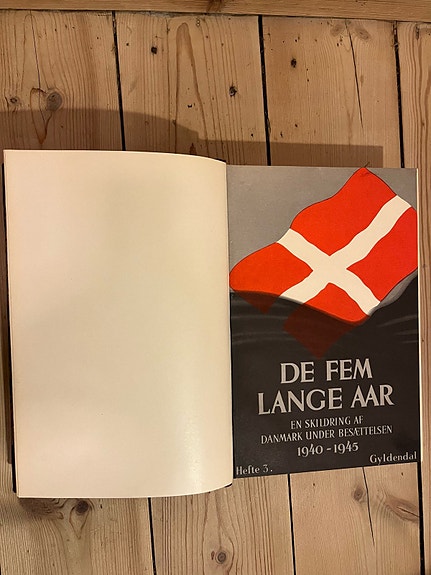 DE FEM
LANGE AAR
EN SKILDRING AF
DANMARK UNDER BESÆTTELSEN
1940-1945
Hefte 3. Gyldendal